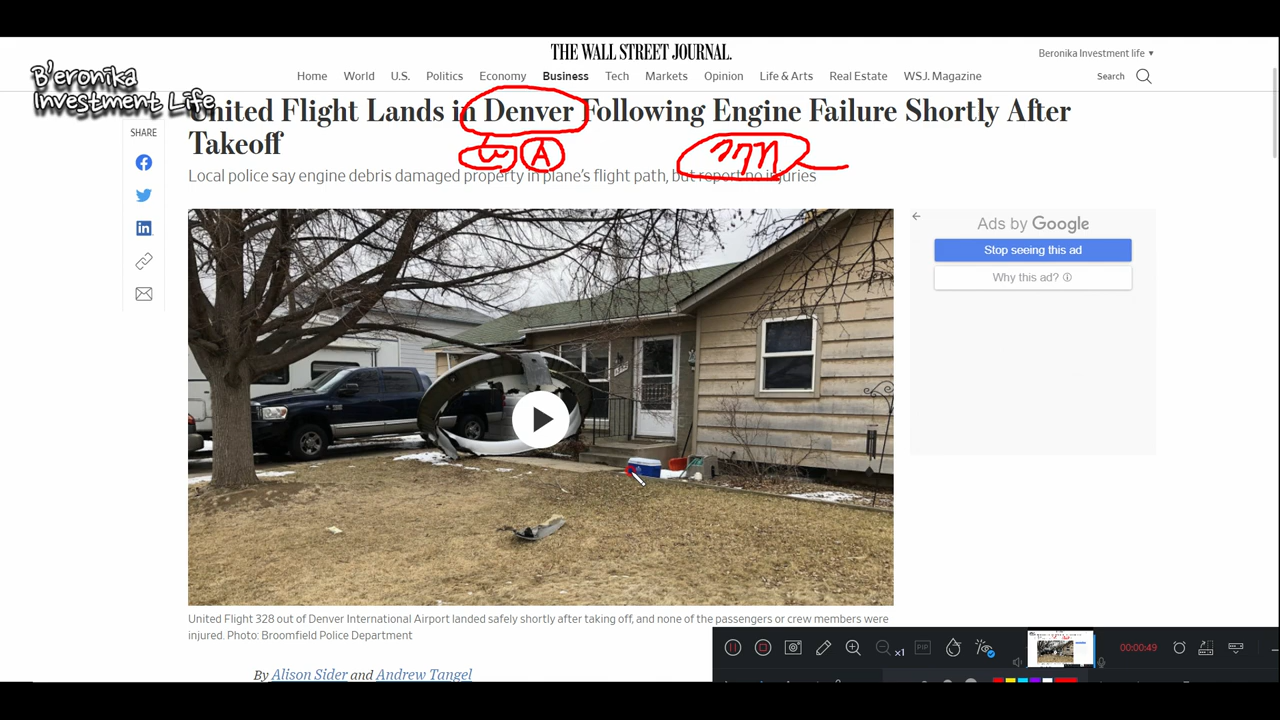 THE WALL STREET JOURNAL.
Beronika Investment life ▾
B'eronika
Investment Life
Home World U.S. Politics Economy Business Tech Markets Opinion Life & Arts Real Estate WSJ. Magazine
Search
United Flight Lands in Denver Following Engine Failure Shortly After
Takeoff
A
777
Local police say engine debris damaged property in plane's flight path, but report no injuries
SHARE
Ads by Google
Stop seeing this ad
Why this ad?
United Flight 328 out of Denver International Airport landed safely shortly after taking off, and none of the passengers or crew members were
injured. Photo: Broomfield Police Department
By Alison Sider and Andrew Tangel
x1
PIP
00:00:49